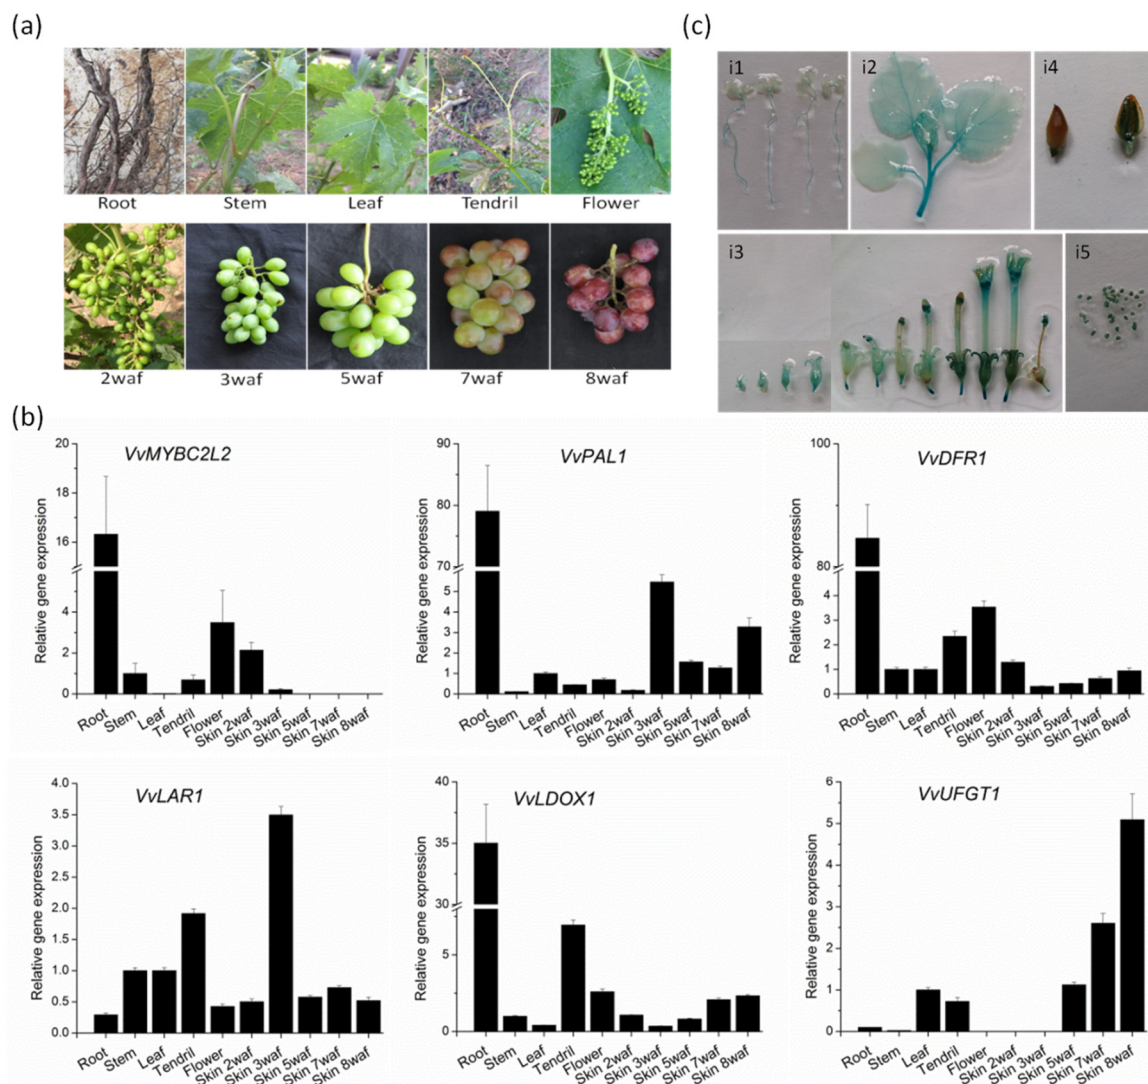 (a)
(c)
Root Stem Leaf Tendril Flower
2waf 3waf 5waf 7waf 8waf
i1 i2 i4
i3 i5
(b)
VvMYBC2L2
Relative gene expression
20
18
16
4
2
0
Root Stem Leaf Tendril Flower Skin 2waf Skin 3waf Skin 5waf Skin 7waf Skin 8waf
VvPAL1
Relative gene expression
90
80
70
6
5
4
3
2
1
0
Root Stem Leaf Tendril Flower Skin 2waf Skin 3waf Skin 5waf Skin 7waf Skin 8waf
VvDFR1
Relative gene expression
100
80
5
4
3
2
1
0
Root Stem Leaf Tendril Flower Skin 2waf Skin 3waf Skin 5waf Skin 7waf Skin 8waf
VvLAR1
Relative gene expression
4.0
3.5
3.0
2.5
2.0
1.5
1.0
0.5
0.0
Root Stem Leaf Tendril Flower Skin 2waf Skin 3waf Skin 5waf Skin 7waf Skin 8waf
VvLDOX1
Relative gene expression
40
35
30
5
0
Root Stem Leaf Tendril Flower Skin 2waf Skin 3waf Skin 5waf Skin 7waf Skin 8waf
VvUFGT1
Relative gene expression
6
5
4
3
2
1
0
Root Stem Leaf Tendril Flower Skin 2waf Skin 3waf Skin 5waf Skin 7waf Skin 8waf